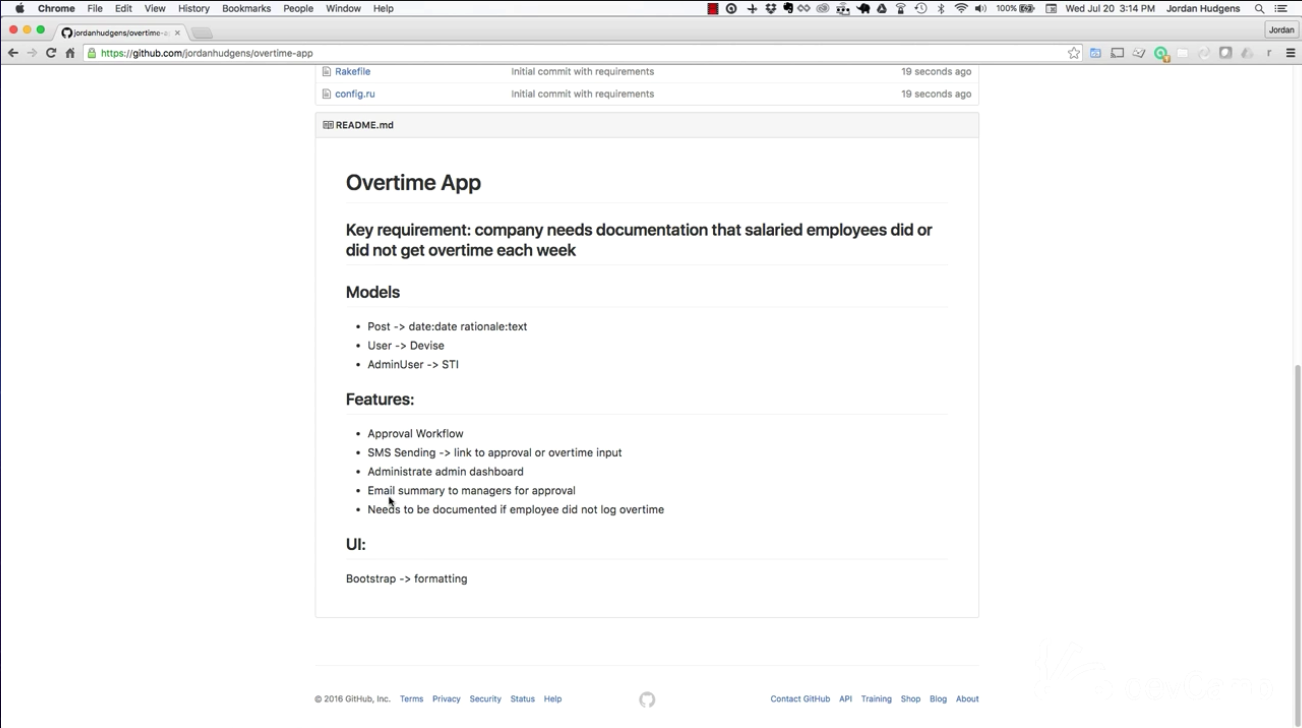 Chrome File Edit View History Bookmarks People Window Help 100% Wed Jul 20 3:14 PM Jordan Hudgens
jordanhudgens/overtime-a Jordan
https://github.com/jordanhudgens/overtime-app
Rakefile Initial commit with requirements 19 seconds ago
config.ru Initial commit with requirements 19 seconds ago
README.md
Overtime App
Key requirement: company needs documentation that salaried employees did or
did not get overtime each week
Models
• Post -> date:date rationale:text
• User -> Devise
• AdminUser -> STI
Features:
• Approval Workflow
• SMS Sending -> link to approval or overtime input
• Administrate admin dashboard
• Email summary to managers for approval
• Needs to be documented if employee did not log overtime
UI:
Bootstrap -> formatting
© 2016 GitHub, Inc. Terms Privacy Security Status Help Contact GitHub API Training Shop Blog About